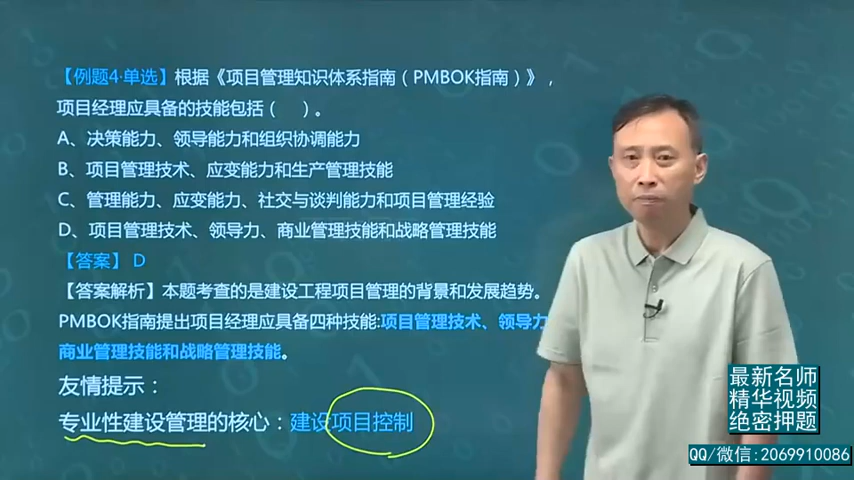 【例题4·单选】根据《项目管理知识体系指南（PMBOK指南）》，
项目经理应具备的技能包括（ ）。
A、决策能力、领导能力和组织协调能力
B、项目管理技术、应变能力和生产管理技能
C、管理能力、应变能力、社交与谈判能力和项目管理经验
D、项目管理技术、领导力、商业管理技能和战略管理技能
【答案】D
【答案解析】本题考查的是建设工程项目管理的背景和发展趋势。
PMBOK指南提出项目经理应具备四种技能:项目管理技术、领导力
商业管理技能和战略管理技能。
友情提示：
专业性建设管理的核心：建设项目控制
最新名师
精华视频
绝密押题
QQ/微信:2069910086